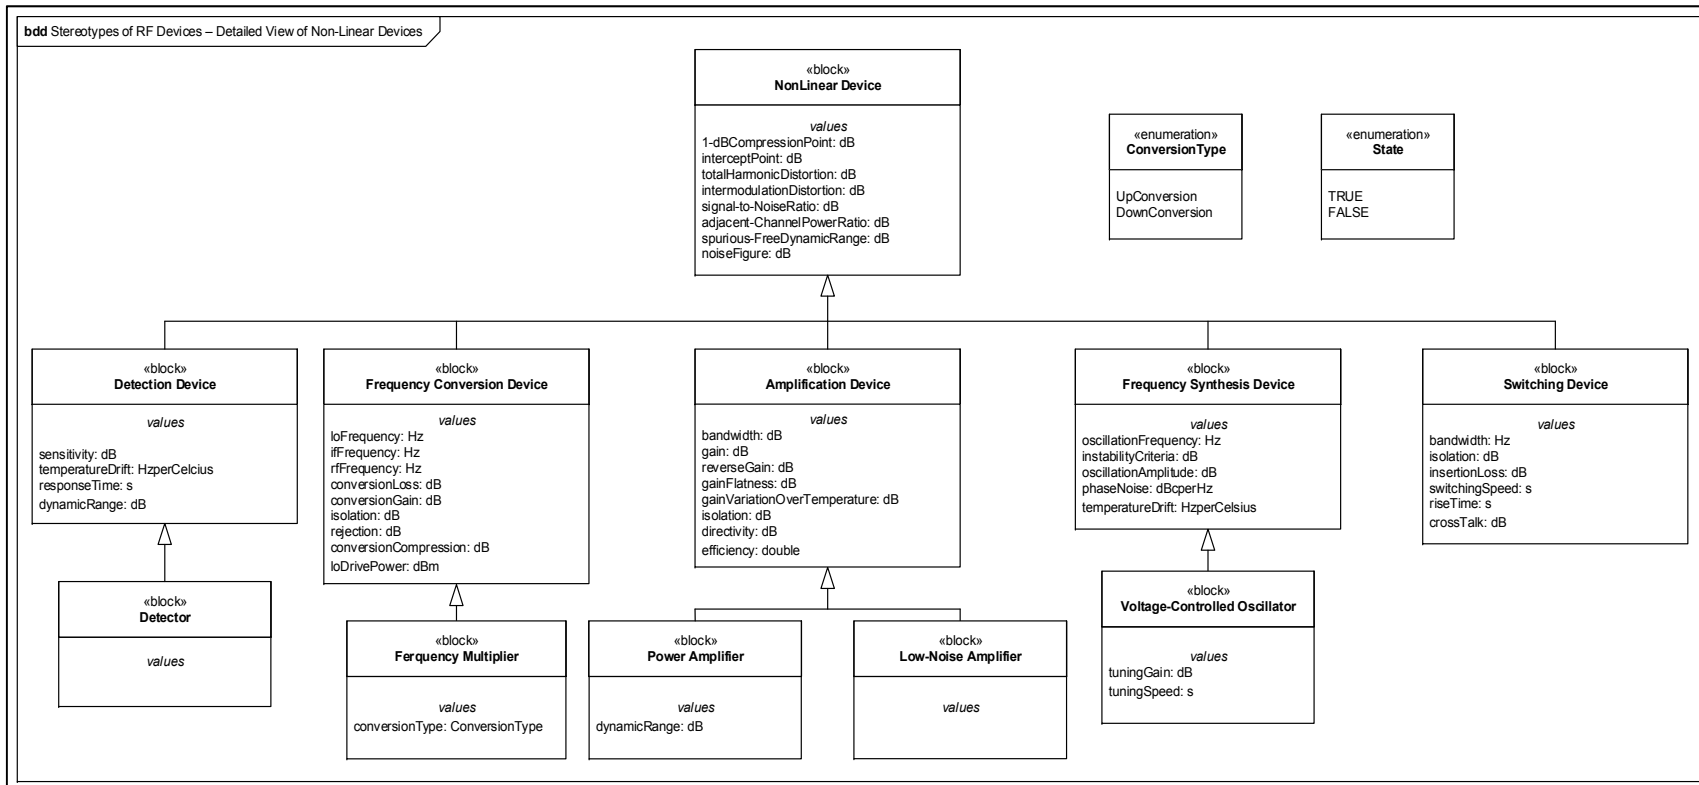 bdd Stereotypes of RF Devices – Detailed View of Non-Linear Devices
«block»
NonLinear Device
values
1-dBCompressionPoint: dB
interceptPoint: dB
totalHarmonicDistortion: dB
intermodulationDistortion: dB
signal-to-NoiseRatio: dB
adjacent-ChannelPowerRatio: dB
spurious-FreeDynamicRange: dB
noiseFigure: dB
«enumeration»
ConversionType
UpConversion
DownConversion
«enumeration»
State
TRUE
FALSE
«block»
Detection Device
values
sensitivity: dB
temperatureDrift: HzperCelcius
responseTime: s
dynamicRange: dB
«block»
Frequency Conversion Device
values
loFrequency: Hz
ifFrequency: Hz
rfFrequency: Hz
conversionLoss: dB
conversionGain: dB
isolation: dB
rejection: dB
conversionCompression: dB
loDrivePower: dBm
«block»
Amplification Device
values
bandwidth: dB
gain: dB
reverseGain: dB
gainFlatness: dB
gainVariationOverTemperature: dB
isolation: dB
directivity: dB
efficiency: double
«block»
Frequency Synthesis Device
values
oscillationFrequency: Hz
instabilityCriteria: dB
oscillationAmplitude: dB
phaseNoise: dBcperHz
temperatureDrift: HzperCelsius
«block»
Switching Device
values
bandwidth: Hz
isolation: dB
insertionLoss: dB
switchingSpeed: s
riseTime: s
crossTalk: dB
«block»
Detector
values
«block»
Ferquency Multiplier
values
conversionType: ConversionType
«block»
Power Amplifier
values
dynamicRange: dB
«block»
Low-Noise Amplifier
values
«block»
Voltage-Controlled Oscillator
values
tuningGain: dB
tuningSpeed: s